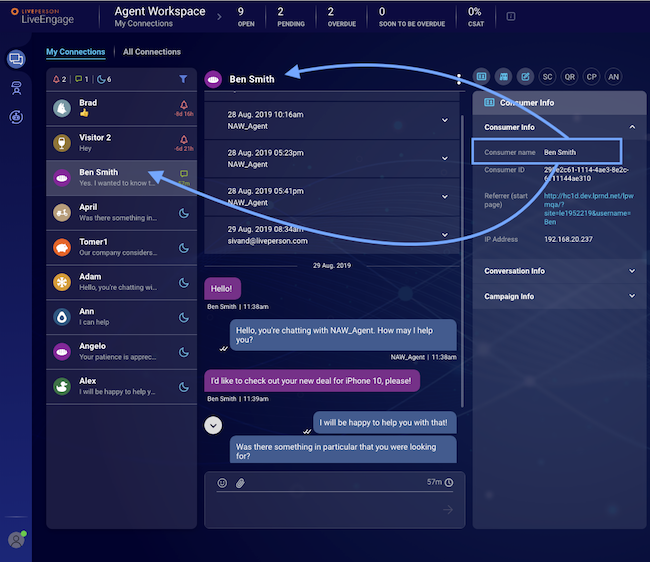 LIVEPERSON
LiveEngage
Agent Workspace
My Connections
9
OPEN
2
PENDING
2
OVERDUE
0
SOON TO BE OVERDUE
0%
CSAT
My Connections
All Connections
2
1
6
Brad
-8d 16h
Visitor 2
Hey
-6d 21h
Ben Smith
Yes. I wanted to know t...
April
Was there something in...
Tomer1
Our company considers...
Adam
Hello, you're chatting wi...
Ann
I can help
Angelo
Your patience is apprec...
Alex
I will be happy to help y...
Ben Smith
28 Aug. 2019 10:16am
NAW_Agent
28 Aug. 2019 05:23pm
NAW_Agent
28 Aug. 2019 05:41pm
NAW_Agent
29 Aug. 2019 08:34am
sivand@liveperson.com
29 Aug. 2019
Hello!
Ben Smith | 11:38am
Hello, you're chatting with NAW_Agent. How may I help
you?
NAW_Agent | 11:38am
I'd like to check out your new deal for iPhone 10, please!
Ben Smith | 11:39am
I will be happy to help you with that!
Was there something in particular that you were looking
for?
57m
SC
QR
CP
AN
Consumer Info
Consumer Info
Consumer name
Ben Smith
Consumer ID
Referrer (start
page)
http://hc1d.dev.lprnd.net/lpw
mqa/?
site=le1952219&username=
Ben
IP Address
192.168.20.237
Conversation Info
Campaign Info